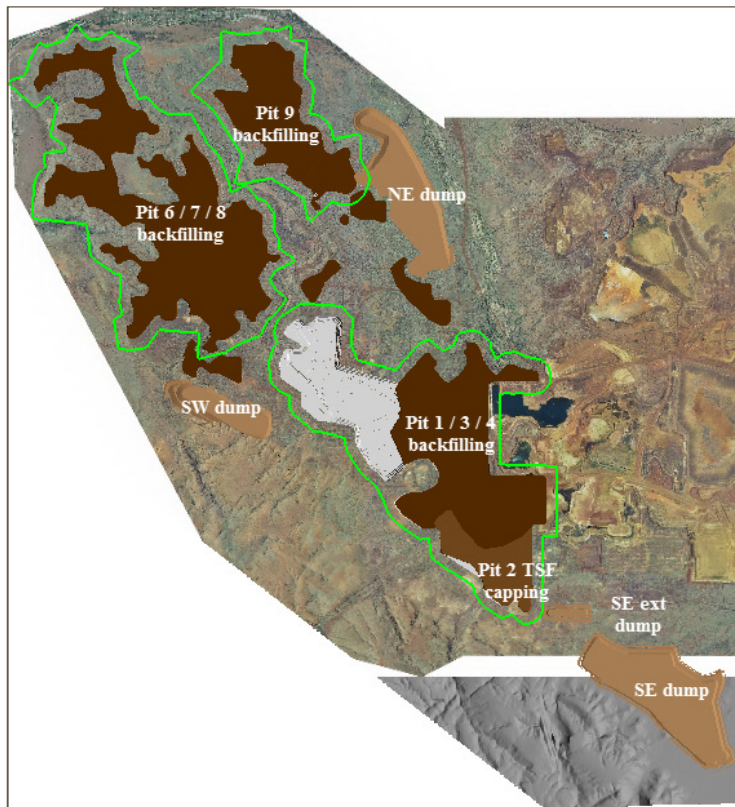 Pit 9
backfilling
NE dump
Pit 6 / 7 / 8
backfilling
SW dump
Pit 1 / 3 / 4
backfilling
Pit 2 TSF
capping
SE ext
dump
SE dump